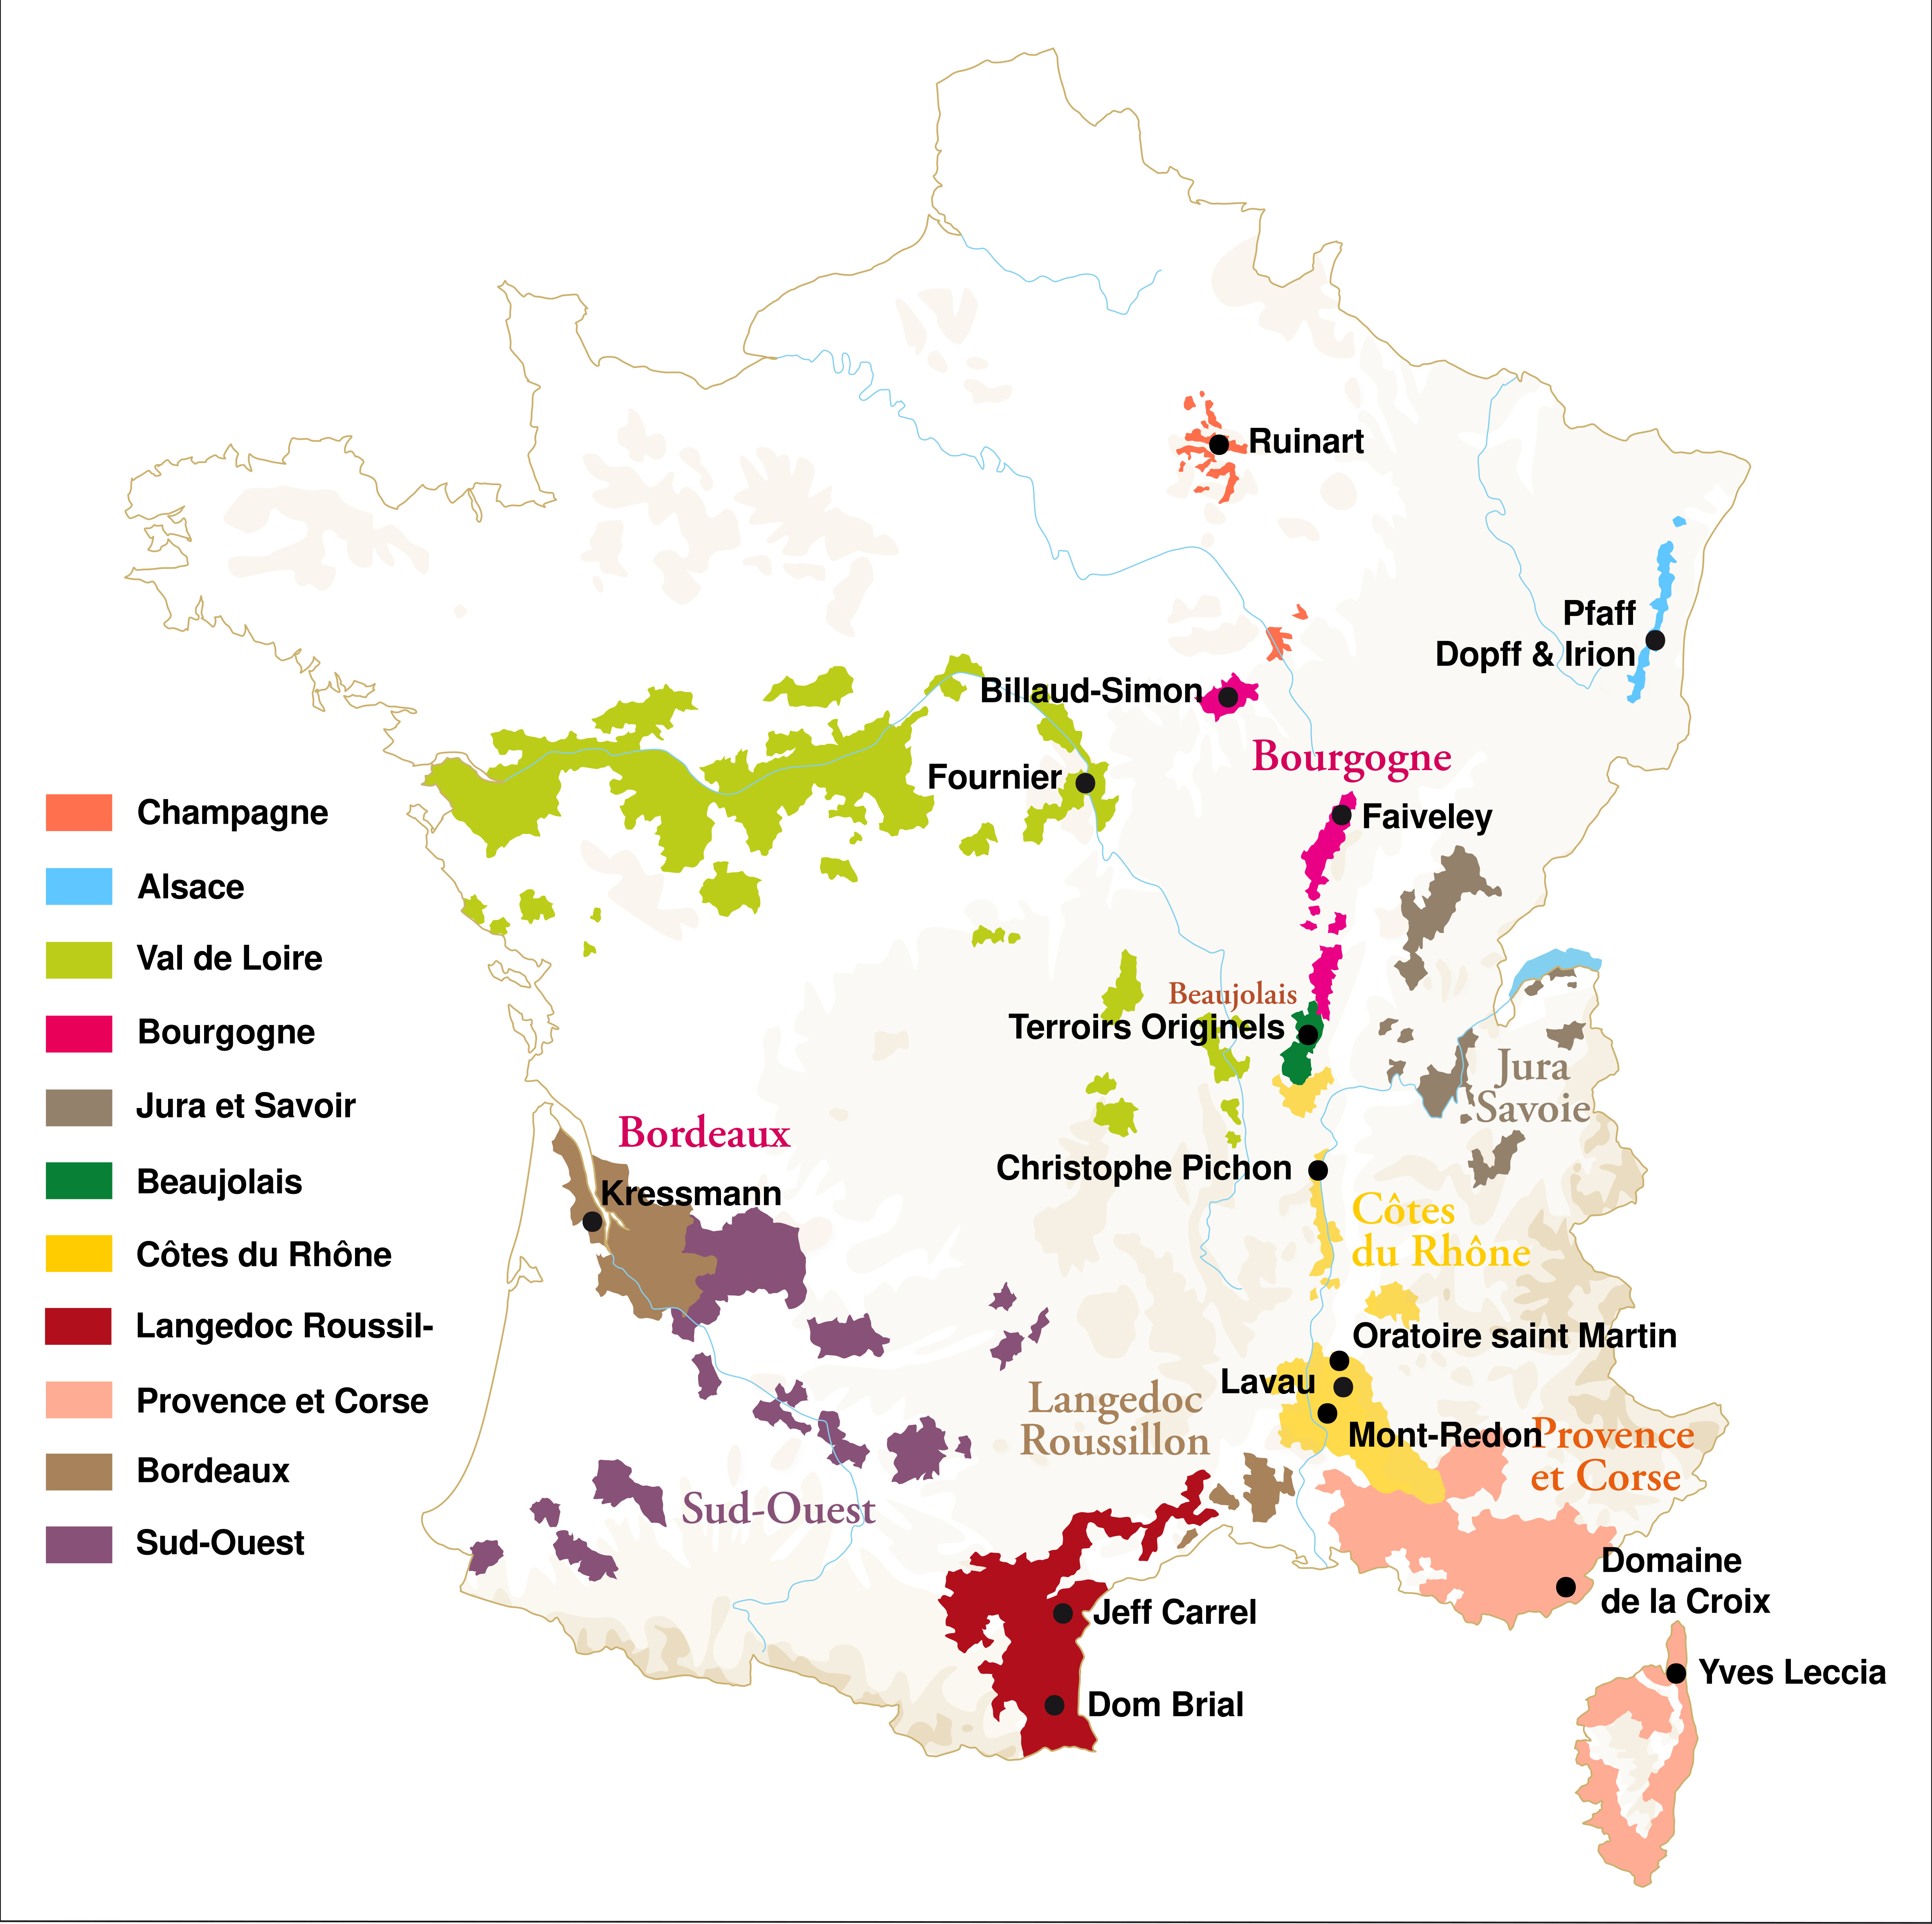 Ruinart
Pfaff
Dopff & Irion
Billaud-Simon
Bourgogne
Fournier
Faiveley
Champagne
Alsace
Val de Loire
Bourgogne
Jura et Savoir
Beaujolais
Côtes du Rhône
Langedoc Roussil-
Provence et Corse
Bordeaux
Sud-Ouest
Beaujolais
Terroirs Originels
Jura
Savoie
Bordeaux
Kressmann
Christophe Pichon
Côtes
du Rhône
Oratoire saint Martin
Lavau
Mont-Redon
Langedoc
Roussillon
Provence
et Corse
Sud-Ouest
Domaine
de la Croix
Jeff Carrel
Yves Leccia
Dom Brial